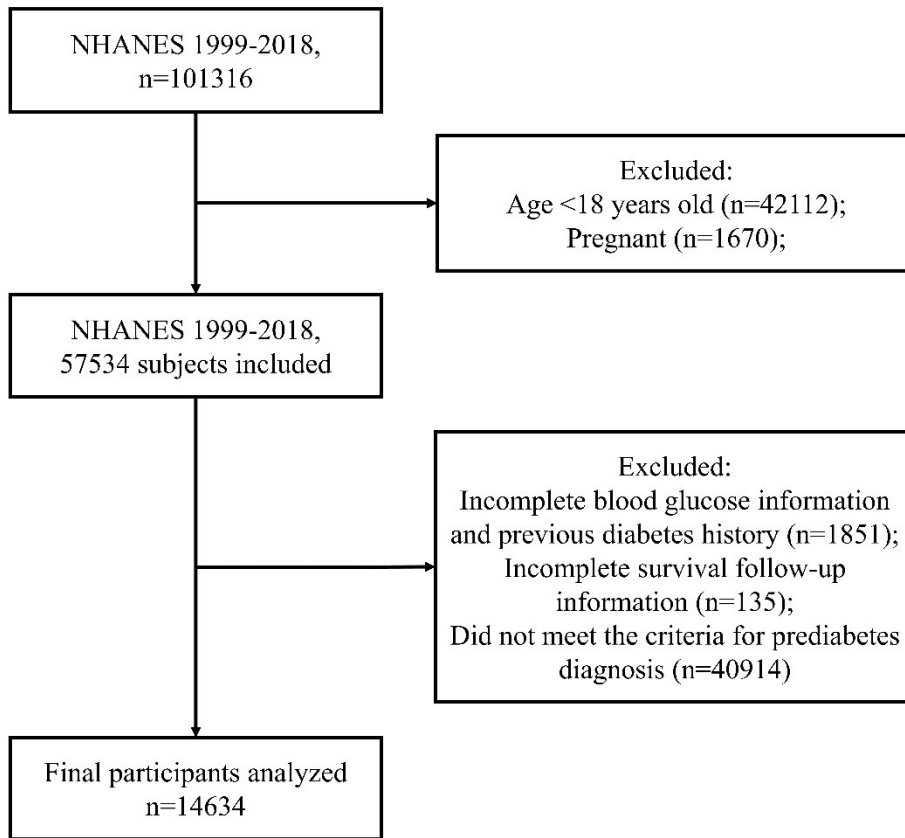 NHANES 1999-2018,
n=101316
Excluded:
Age <18 years old (n=42112);
Pregnant (n=1670);
NHANES 1999-2018,
57534 subjects included
Excluded:
Incomplete blood glucose information
and previous diabetes history (n=1851);
Incomplete survival follow-up
information (n=135);
Did not meet the criteria for prediabetes
diagnosis (n=40914)
Final participants analyzed
n=14634